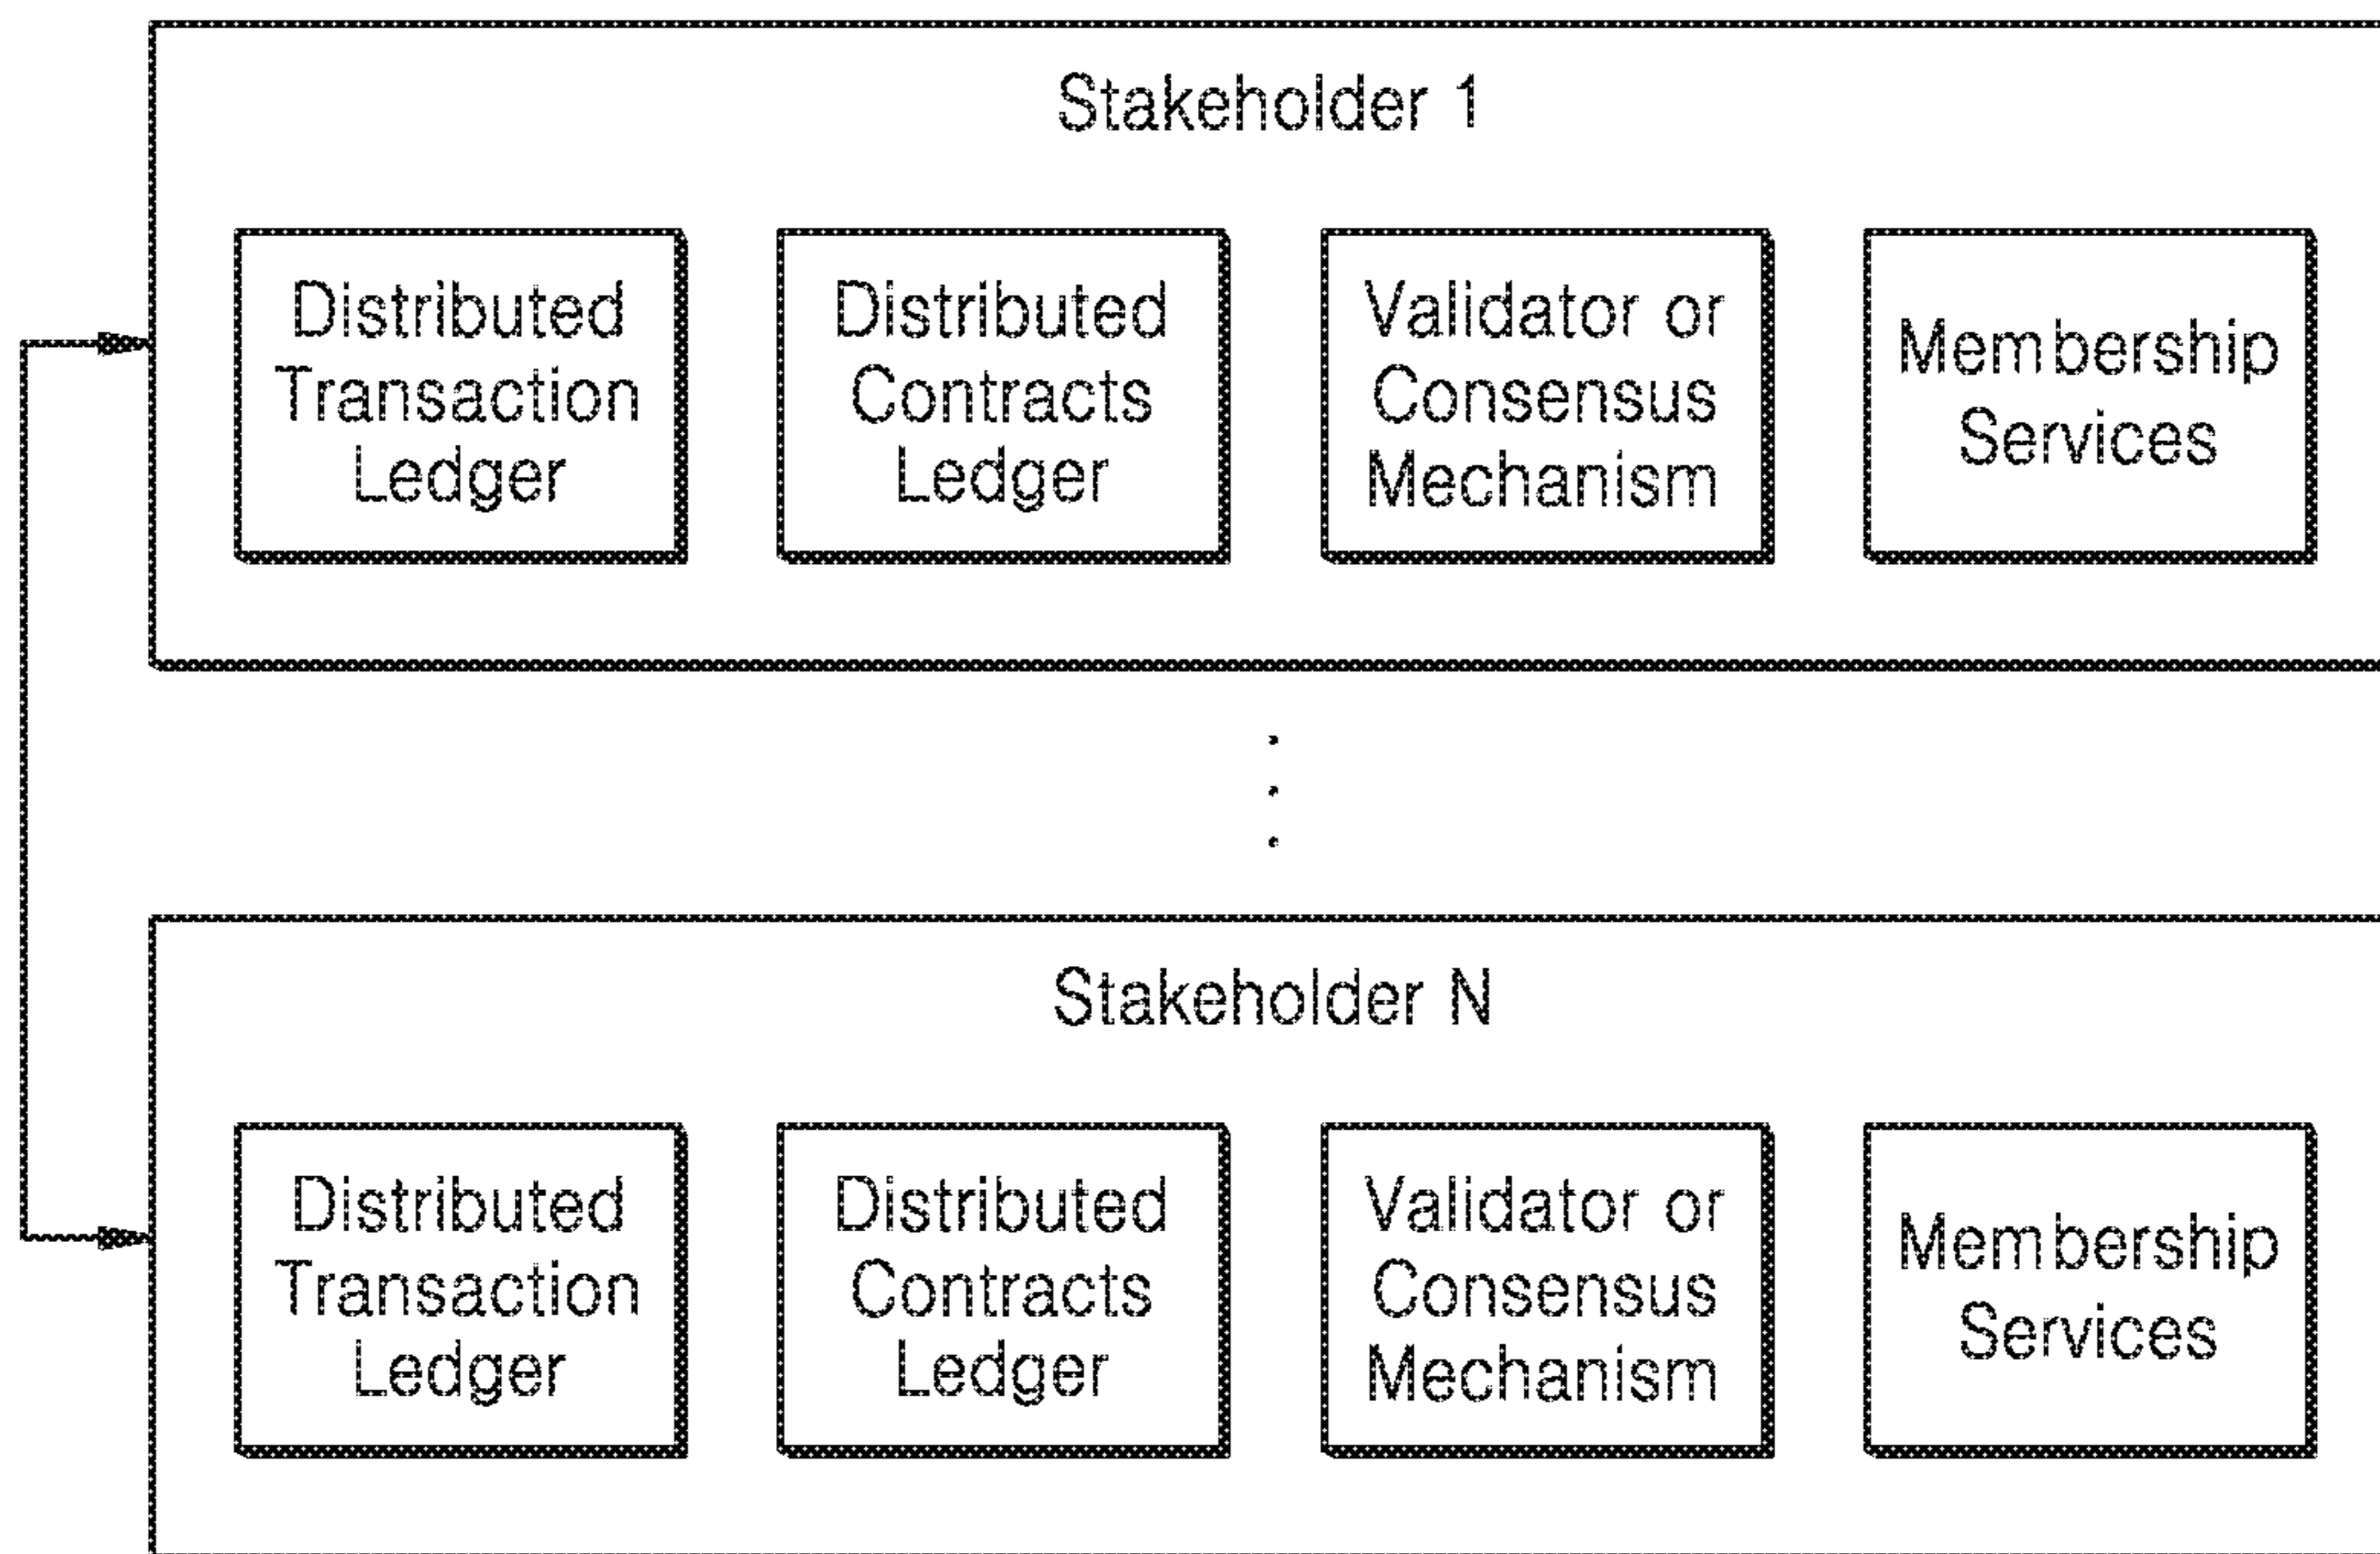 Stakeholder 1
Distributed
Transaction
Ledger
Distributed
Contracts
Ledger
Validator or
Consensus
Mechanism
Membership
Services
Stakeholder N
Distributed
Transaction
Ledger
Distributed
Contracts
Ledger
Validator or
Consensus
Mechanism
Membership
Services